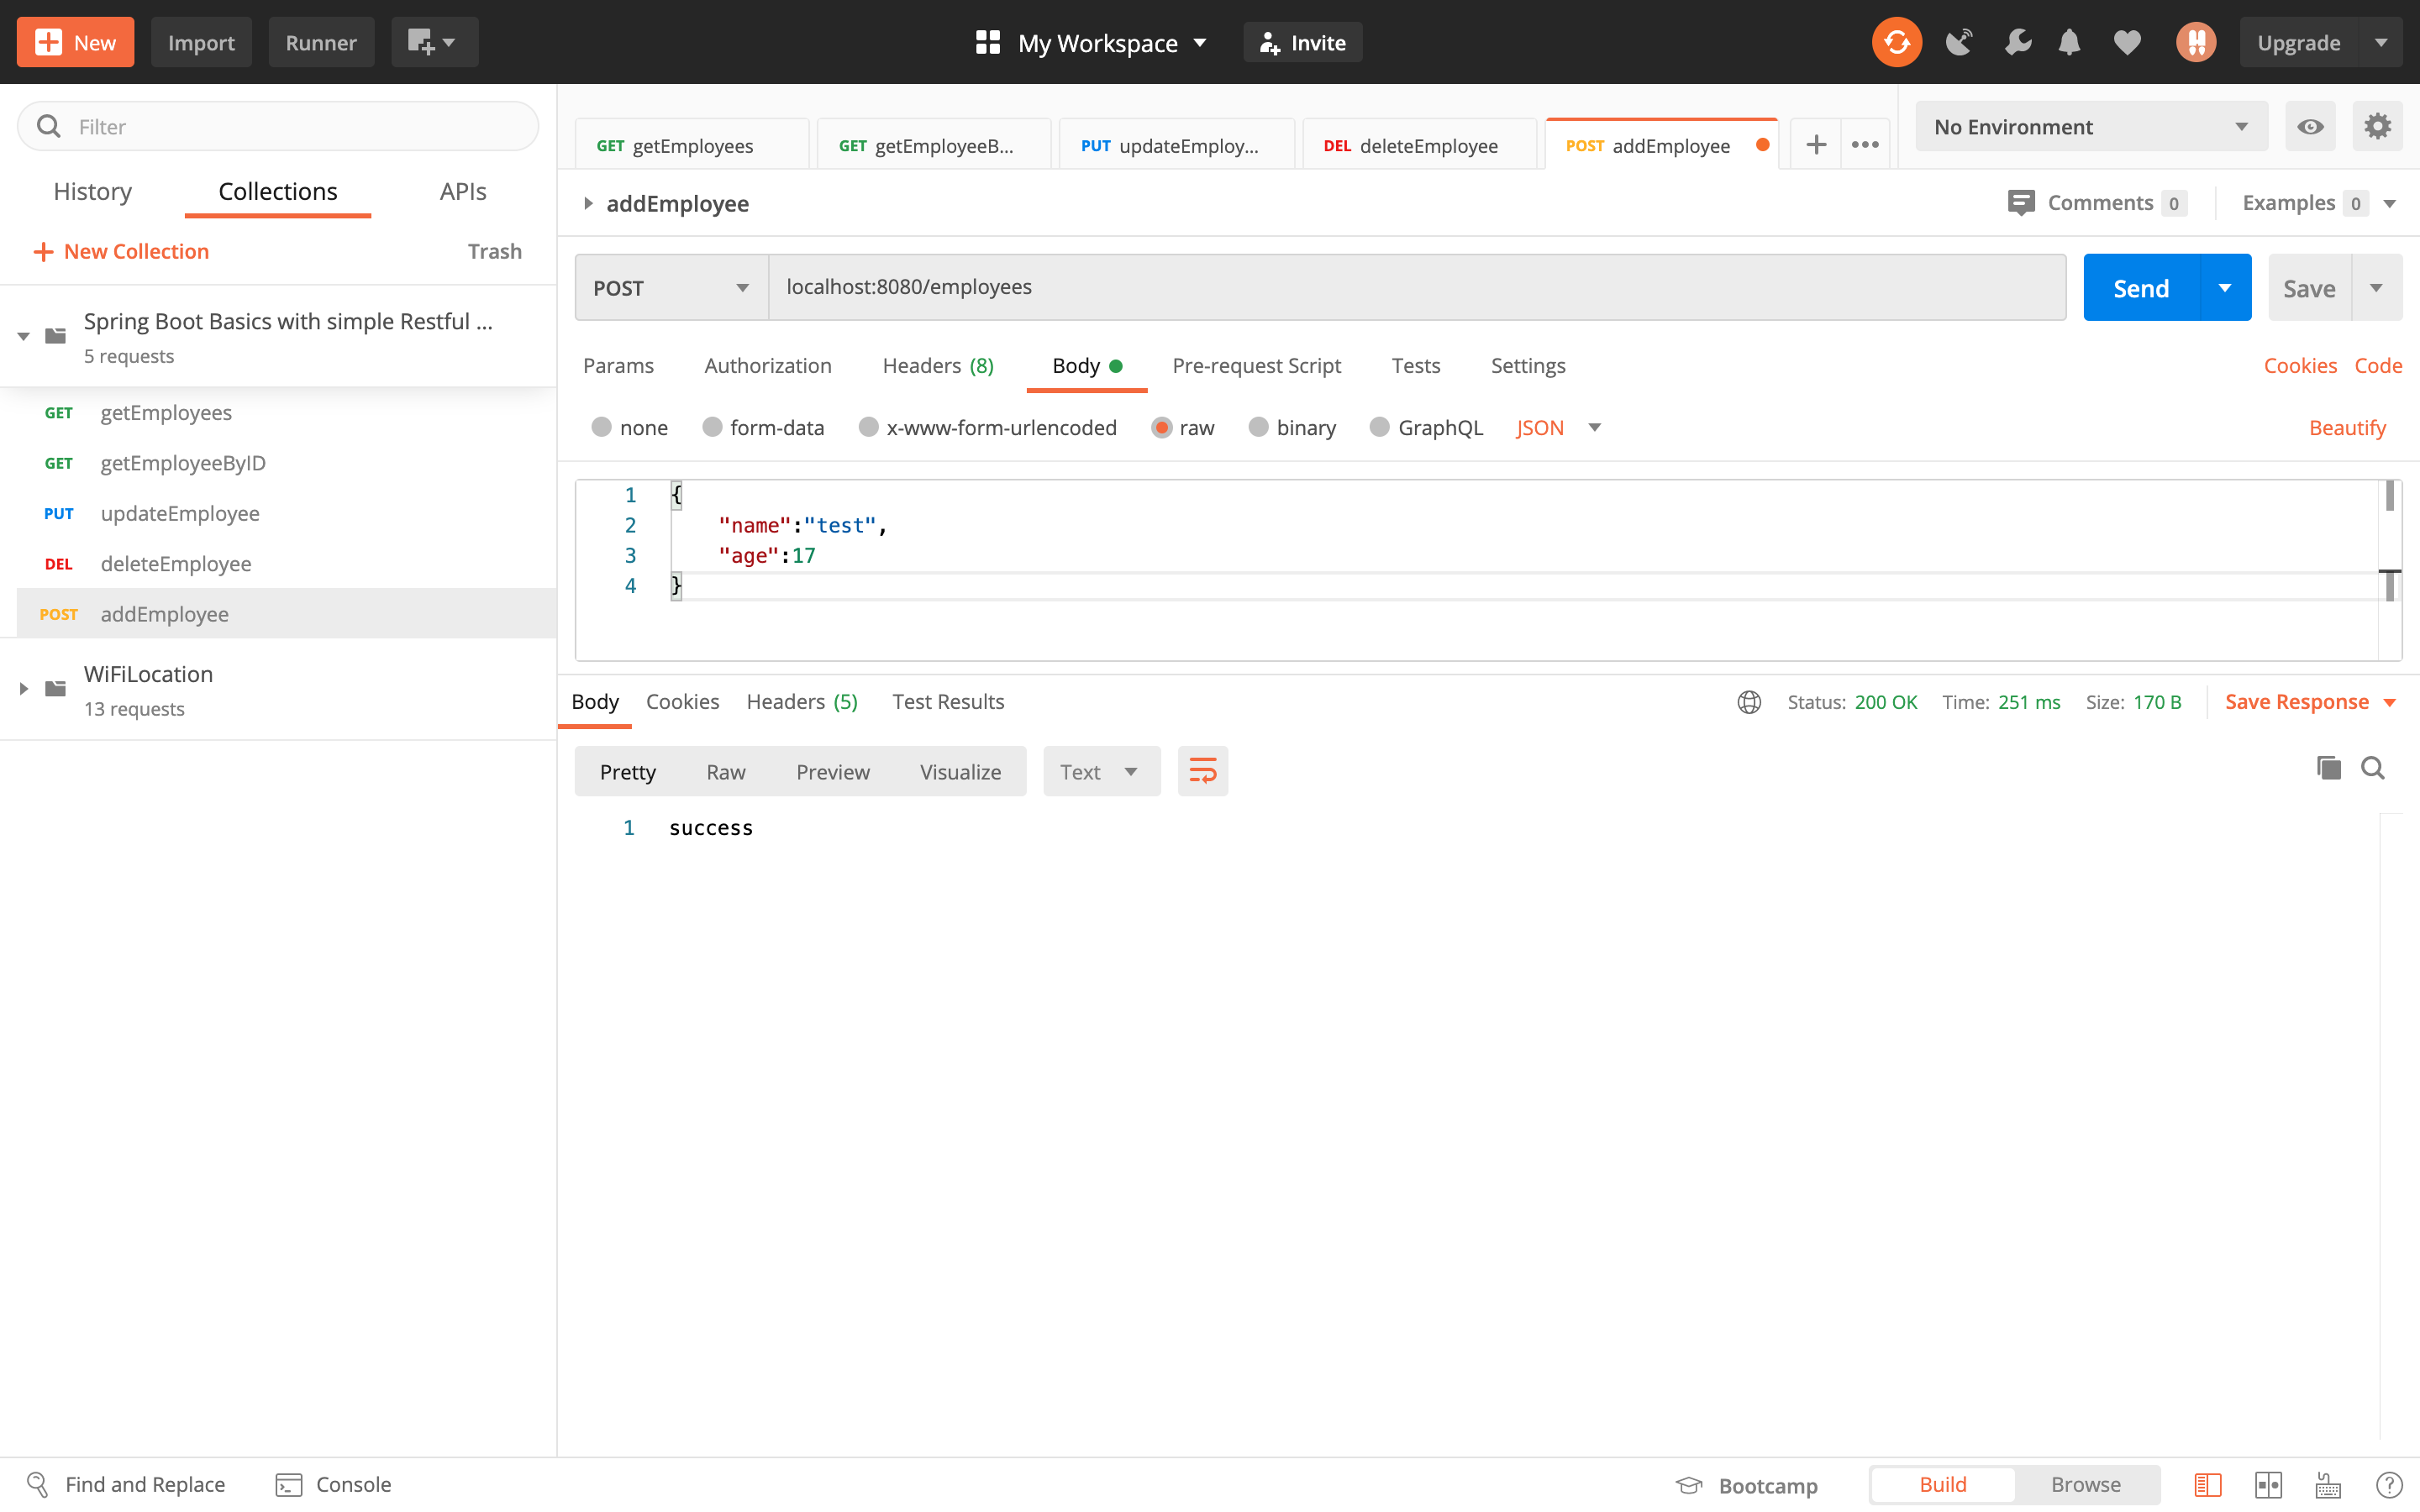 New Import Runner My Workspace Invite Upgrade
Filter
History Collections APIs
New Collection Trash
Spring Boot Basics with simple Restful ...
5 requests
GET getEmployees
GET getEmployeeByID
PUT updateEmployee
DEL deleteEmployee
POST addEmployee
WiFiLocation
13 requests
GET getEmployees GET getEmployeeB... PUT updateEmploy... DEL deleteEmployee POST addEmployee No Environment
addEmployee Comments 0 Examples 0
POST localhost:8080/employees Send Save
Params Authorization Headers (8) Body Pre-request Script Tests Settings Cookies Code
none form-data x-www-form-urlencoded raw binary GraphQL JSON Beautify
1 {
2 "name":"test",
3 "age":17
4 }
Body Cookies Headers (5) Test Results Status: 200 OK Time: 251 ms Size: 170 B Save Response
Pretty Raw Preview Visualize Text
1 success
Find and Replace Console Bootcamp Build Browse